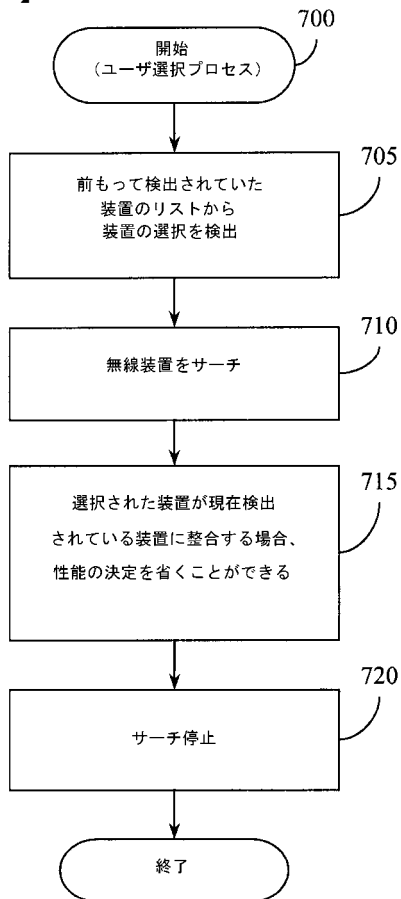 700
開始
(ユーザ選択プロセス)
705
前もって検出されていた
装置のリストから
装置の選択を検出
710
無線装置をサーチ
715
選択された装置が現在検出
されている装置に整合する場合、
性能の決定を省くことができる
720
サーチ停止
終了